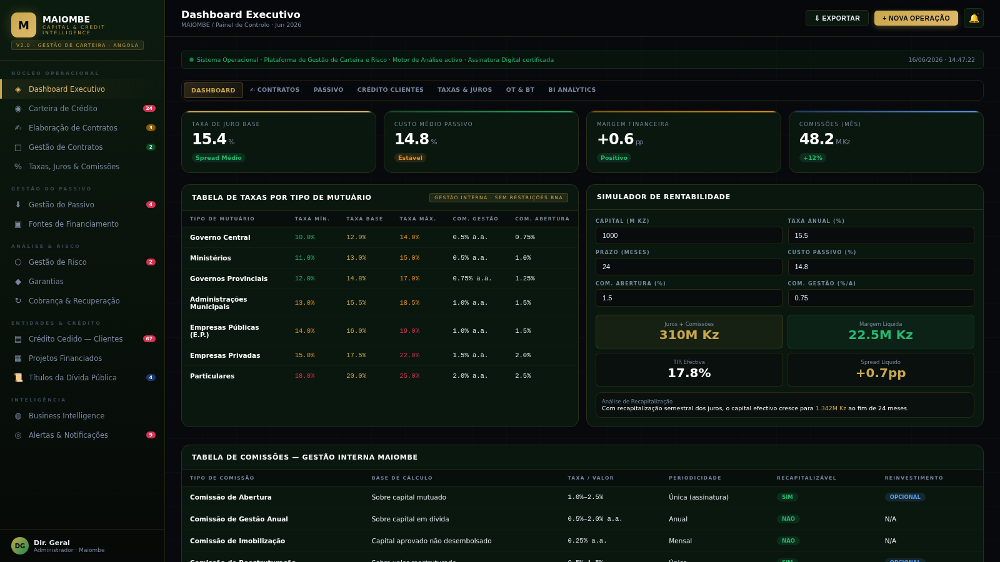 M
MAIOMBE
CAPITAL & CREDIT
INTELLIGENCE
V2.0 · GESTÃO DE CARTEIRA · ANGOLA
NÚCLEO OPERACIONAL
Dashboard Executivo
Carteira de Crédito 24
Elaboração de Contratos 3
Gestão de Contratos 2
% Taxas, Juros & Comissões
GESTÃO DO PASSIVO
Gestão do Passivo 4
Fontes de Financiamento
ANÁLISE & RISCO
Gestão de Risco 2
Garantias
Cobrança & Recuperação
ENTIDADES & CRÉDITO
Crédito Cedido — Clientes 67
Projetos Financiados
Títulos da Dívida Pública 4
INTELIGÊNCIA
Business Intelligence
Alertas & Notificações 9
DG
Dir. Geral
Administrador · Maiombe
Dashboard Executivo
MAIOMBE / Painel de Controlo · Jun 2026
⇩ EXPORTAR
+ NOVA OPERAÇÃO
Sistema Operacional · Plataforma de Gestão de Carteira e Risco · Motor de Análise activo · Assinatura Digital certificada
16/06/2026 · 14:47:22
DASHBOARD ✍ CONTRATOS PASSIVO CRÉDITO CLIENTES TAXAS & JUROS OT & BT BI ANALYTICS
TAXA DE JURO BASE
15.4 %
Spread Médio
CUSTO MÉDIO PASSIVO
14.8 %
Estável
MARGEM FINANCEIRA
+0.6 pp
Positivo
COMISSÕES (MÊS)
48.2 M Kz
+12%
TABELA DE TAXAS POR TIPO DE MUTUÁRIO
GESTÃO INTERNA · SEM RESTRIÇÕES BNA
TIPO DE MUTUÁRIO TAXA MÍN. TAXA BASE TAXA MÁX. COM. GESTÃO COM. ABERTURA
Governo Central 10.0% 12.0% 14.0% 0.5% a.a. 0.75%
Ministérios 11.0% 13.0% 15.0% 0.5% a.a. 1.0%
Governos Provinciais 12.0% 14.8% 17.0% 0.75% a.a. 1.25%
Administrações
Municipais 13.0% 15.5% 18.5% 1.0% a.a. 1.5%
Empresas Públicas
(E.P.) 14.0% 16.0% 19.0% 1.0% a.a. 1.5%
Empresas Privadas 15.0% 17.5% 22.0% 1.5% a.a. 2.0%
Particulares 18.0% 20.0% 25.0% 2.0% a.a. 2.5%
SIMULADOR DE RENTABILIDADE
CAPITAL (M KZ) TAXA ANUAL (%)
1000 15.5
PRAZO (MESES) CUSTO PASSIVO (%)
24 14.8
COM. ABERTURA (%) COM. GESTÃO (%/A)
1.5 0.75
Juros + Comissões
310M Kz
Margem Líquida
22.5M Kz
TIR Efectiva
17.8%
Spread Líquido
+0.7pp
Análise de Recapitalização
Com recapitalização semestral dos juros, o capital efectivo cresce para 1.342M Kz ao fim de 24 meses.
TABELA DE COMISSÕES — GESTÃO INTERNA MAIOMBE
TIPO DE COMISSÃO BASE DE CÁLCULO TAXA / VALOR PERIODICIDADE RECAPITALIZÁVEL REINVESTIMENTO
Comissão de Abertura Sobre capital mutuado 1.0%–2.5% Única (assinatura) SIM OPCIONAL
Comissão de Gestão Anual Sobre capital em dívida 0.5%–2.0% a.a. Anual NÃO N/A
Comissão de Imobilização Capital aprovado não desembolsado 0.25% a.a. Mensal NÃO N/A
Comissão de Reestruturação Sobre valor reestruturado 0.5%–1.5% Única SIM OPCIONAL